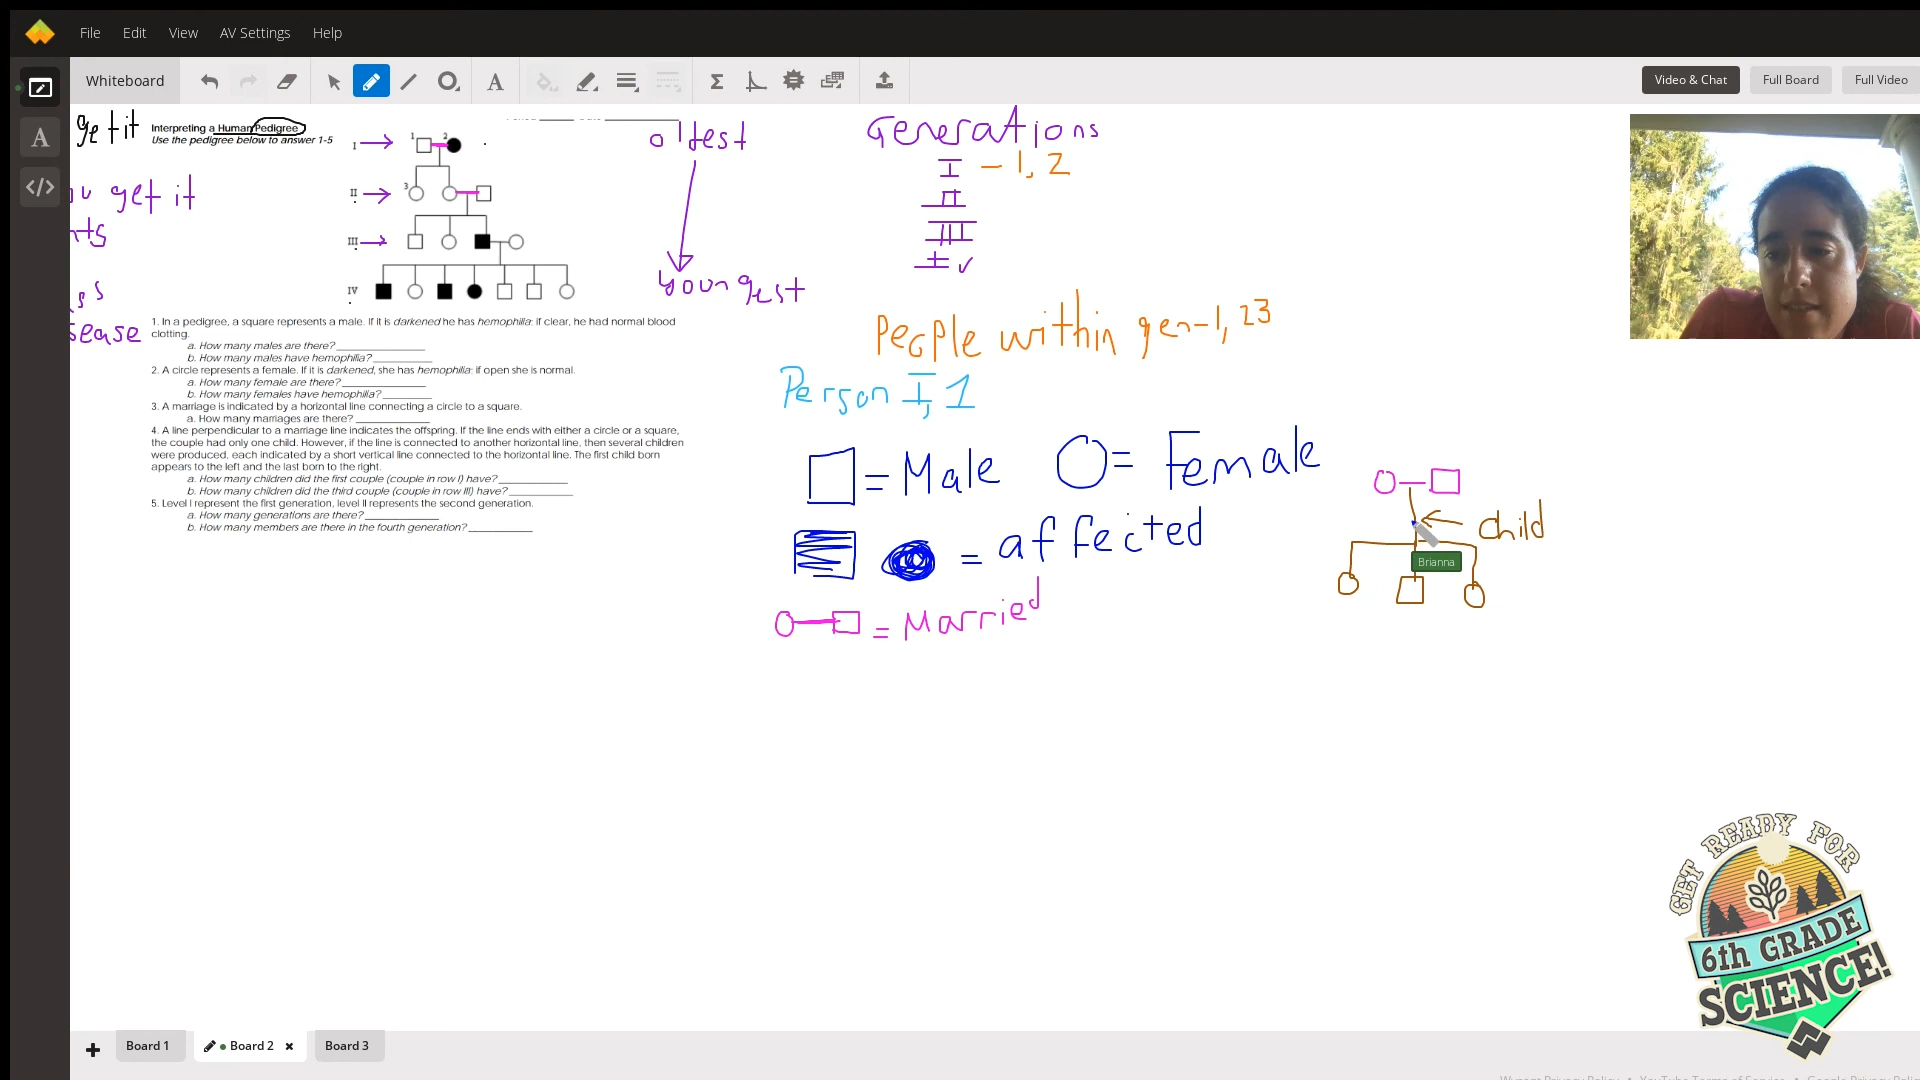 File Edit View AV Settings Help
Whiteboard
Video & Chat Full Board Full Video
get it
get it
Interpreting a Human Pedigree
Use the pedigree below to answer 1-5
1 2
I
3
II
III
IV
1. In a pedigree, a square represents a male. If it is darkened he has hemophilia; if clear, he had normal blood
clotting.
a. How many males are there?
b. How many males have hemophilia?
2. A circle represents a female. If it is darkened, she has hemophilia; if open she is normal.
a. How many female are there?
b. How many females have hemophilia?
3. A marriage is indicated by a horizontal line connecting a circle to a square.
a. How many marriages are there?
4. A line perpendicular to a marriage line indicates the offspring. If the line ends with either a circle or a square,
the couple had only one child. However, if the line is connected to another horizontal line, then several children
were produced, each indicated by a short vertical line connected to the horizontal line. The first child born
appears to the left and the last born to the right.
a. How many children did the first couple (couple in row I) have?
b. How many children did the third couple (couple in row III) have?
5. Level I represent the first generation, level II represents the second generation.
a. How many generations are there?
b. How many members are there in the fourth generation?
oldest
youngest
Generations
I - 1, 2
II
III
IV
People within gen-1, 23
Person I, 1
= Male = Female
= affected
= Married
child
Brianna
GET READY FOR
6th GRADE
SCIENCE!
Board 1 Board 2 Board 3